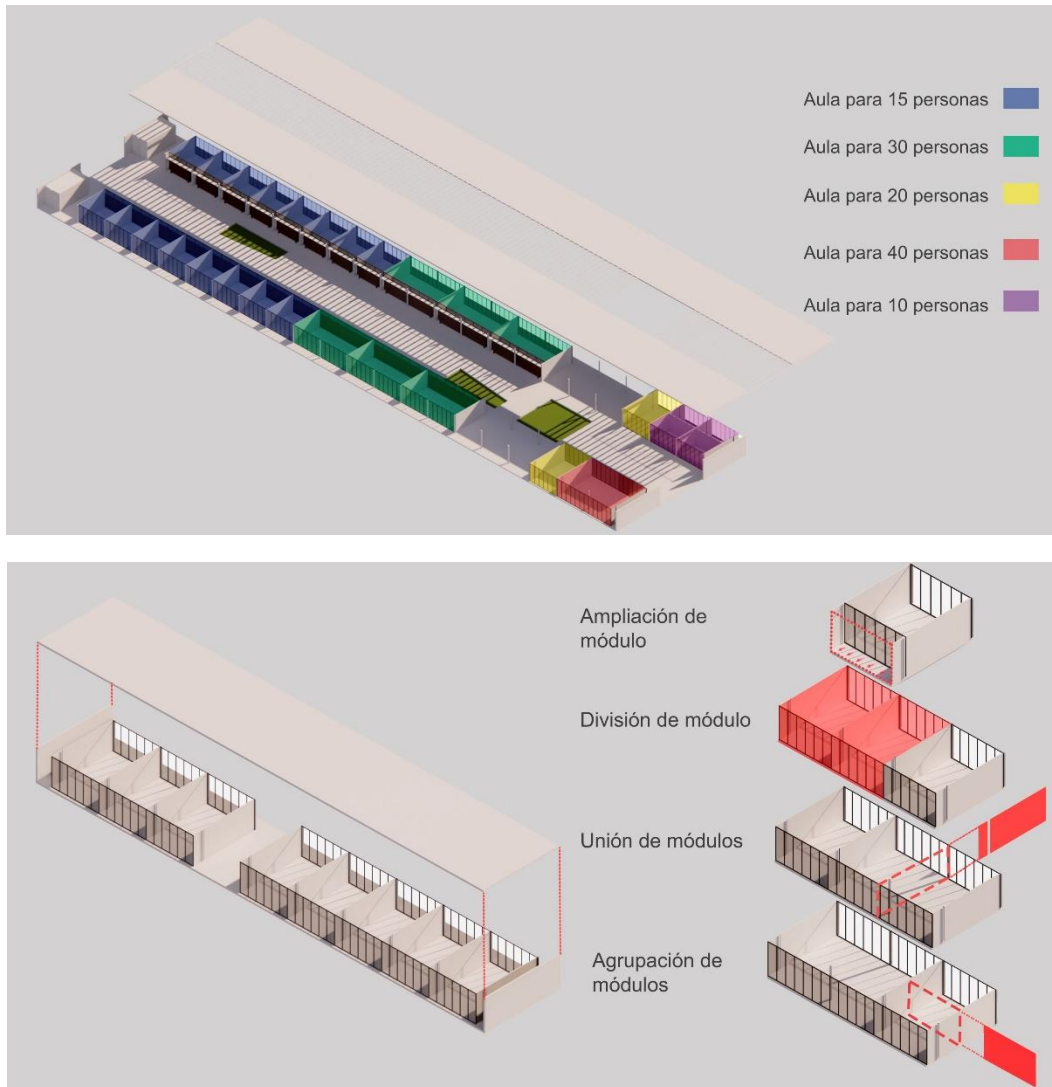 Aula para 15 personas
Aula para 30 personas
Aula para 20 personas
Aula para 40 personas
Aula para 10 personas
Ampliación de
módulo
División de módulo
Unión de módulos
Agrupación de
módulos